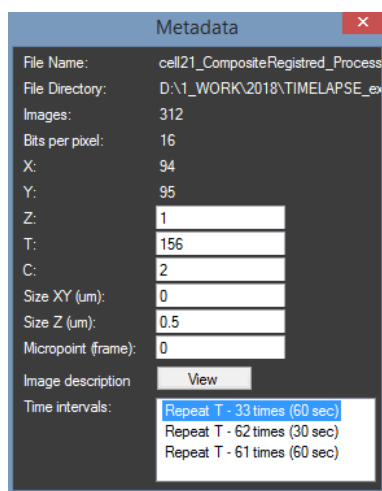 Metadata
File Name: cell21_CompositeRegistred_Process
File Directory: D:\1_WORK\2018\TIMELAPSE_ex
Images: 312
Bits per pixel: 16
X: 94
Y: 95
Z: 1
T: 156
C: 2
Size XY (um): 0
Size Z (um): 0.5
Micropoint (frame): 0
Image description View
Time intervals: Repeat T - 33 times (60 sec)
Repeat T - 62 times (30 sec)
Repeat T - 61 times (60 sec)